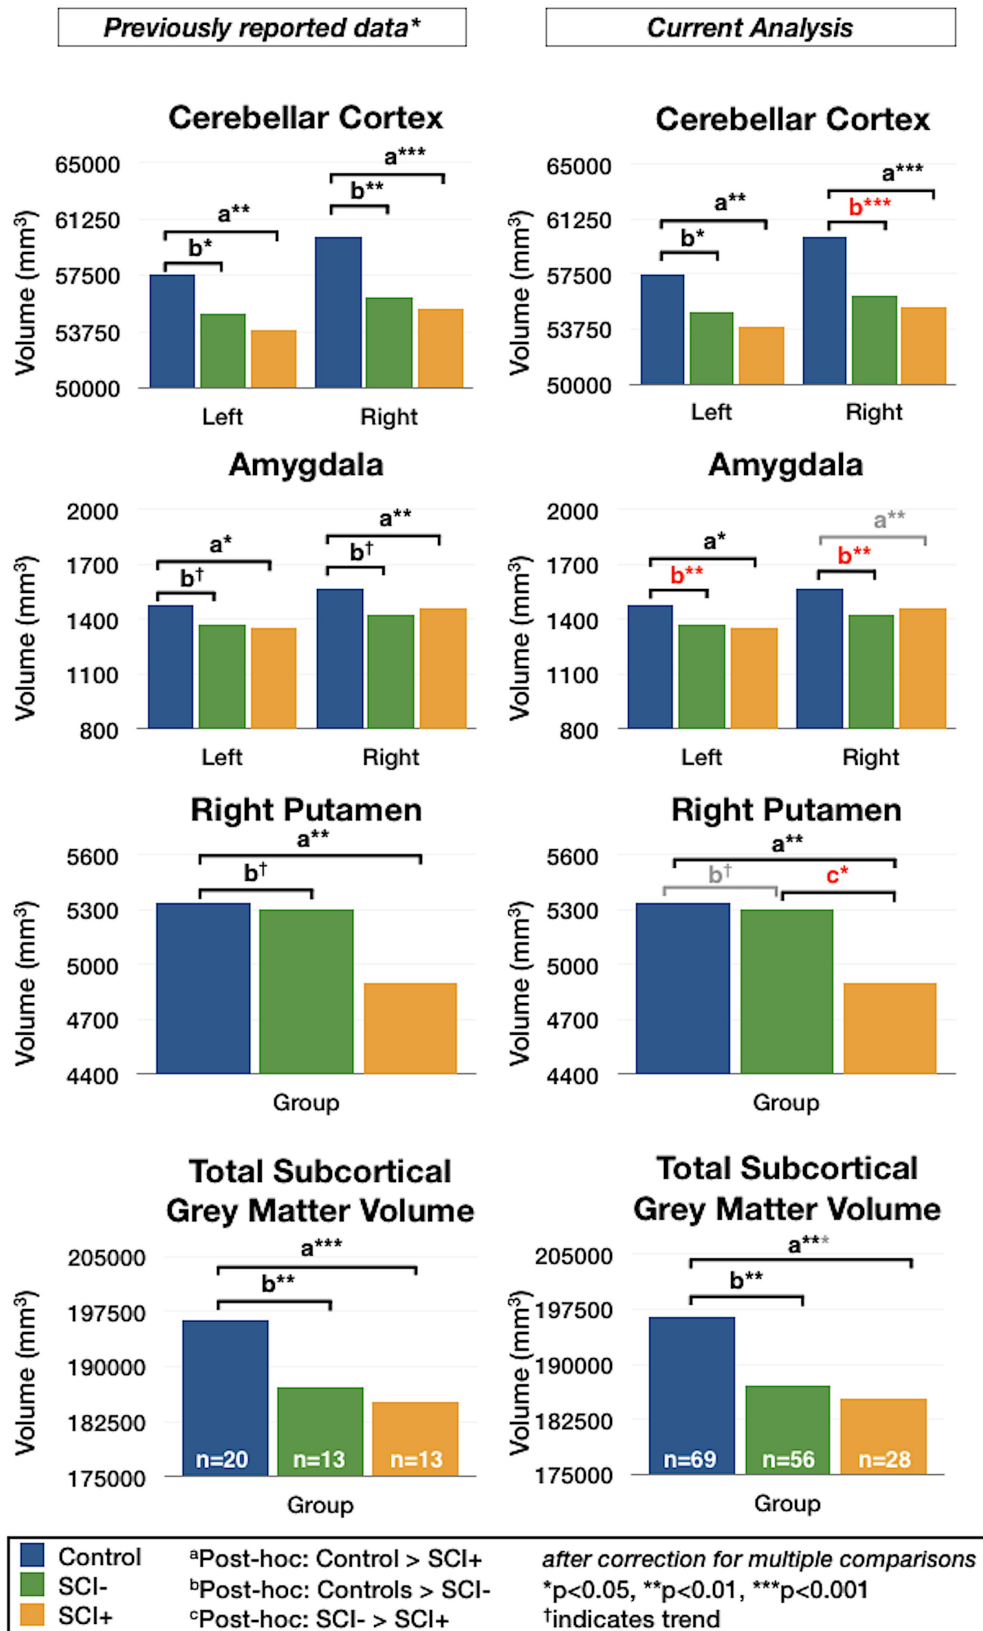 Previously reported data*
Current Analysis
Cerebellar Cortex
65000
61250
57500
53750
50000
Volume (mm³)
a**
b*
a***
b**
Left
Right
Cerebellar Cortex
65000
61250
57500
53750
50000
Volume (mm³)
a**
b*
a***
b***
Left
Right
Amygdala
2000
1700
1400
1100
800
Volume (mm³)
a*
b†
a**
b†
Left
Right
Amygdala
2000
1700
1400
1100
800
Volume (mm³)
a*
b**
a**
b**
Left
Right
Right Putamen
5600
5300
5000
4700
4400
Volume (mm³)
a**
b†
Group
Right Putamen
5600
5300
5000
4700
4400
Volume (mm³)
a**
b†
c*
Group
Total Subcortical
Grey Matter Volume
205000
197500
190000
182500
175000
Volume (mm³)
a***
b**
n=20
n=13
n=13
Group
Total Subcortical
Grey Matter Volume
205000
197500
190000
182500
175000
Volume (mm³)
a***
b**
n=69
n=56
n=28
Group
Control
SCI-
SCI+
ᵃPost-hoc: Control > SCI+
ᵇPost-hoc: Controls > SCI-
ᶜPost-hoc: SCI- > SCI+
after correction for multiple comparisons
*p<0.05, **p<0.01, ***p<0.001
†indicates trend